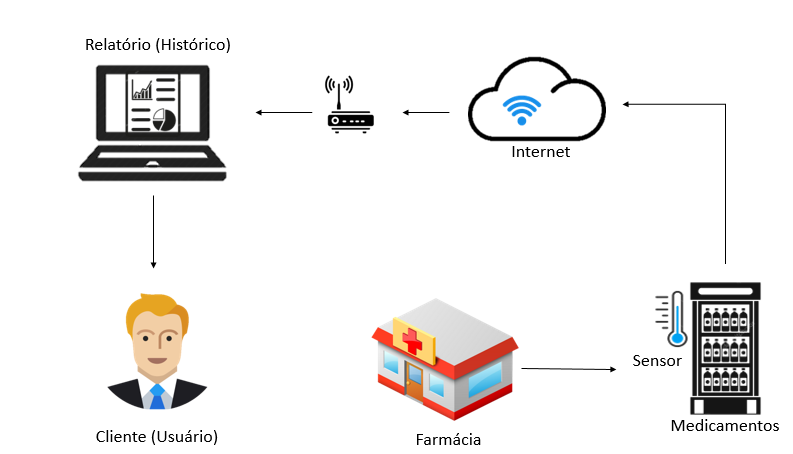 Relatório (Histórico)
Internet
Sensor
Medicamentos
Cliente (Usuário)
Farmácia